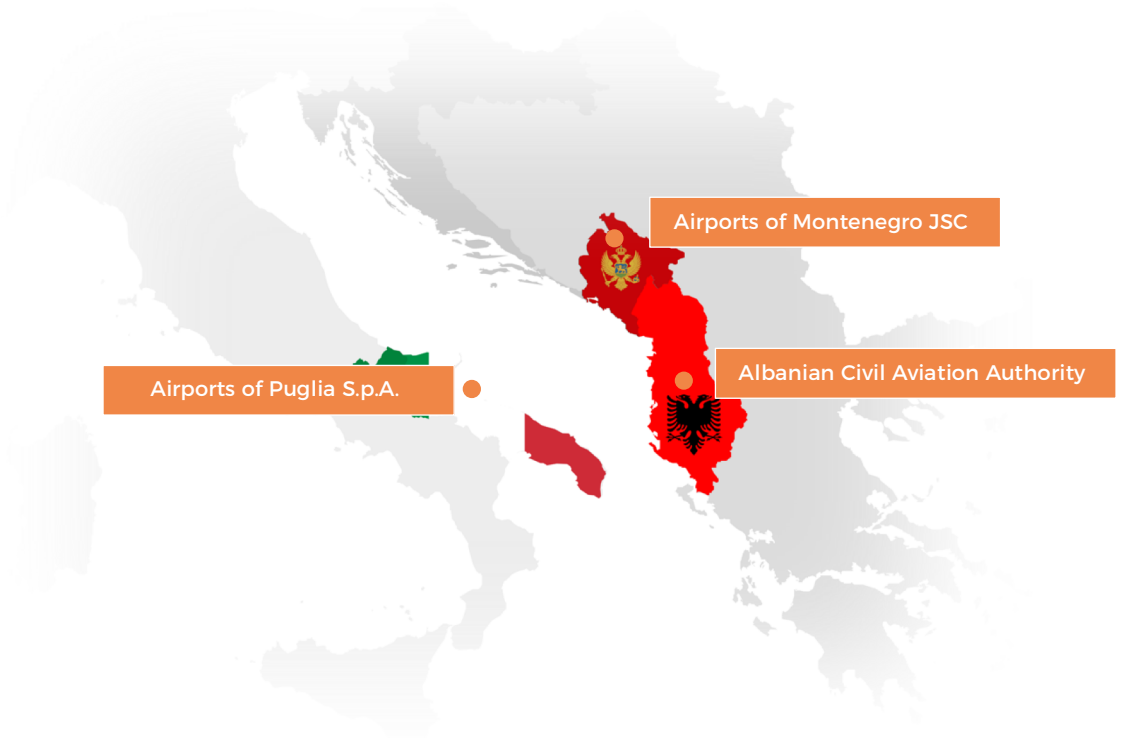 Airports of Montenegro JSC
Albanian Civil Aviation Authority
Airports of Puglia S.p.A.